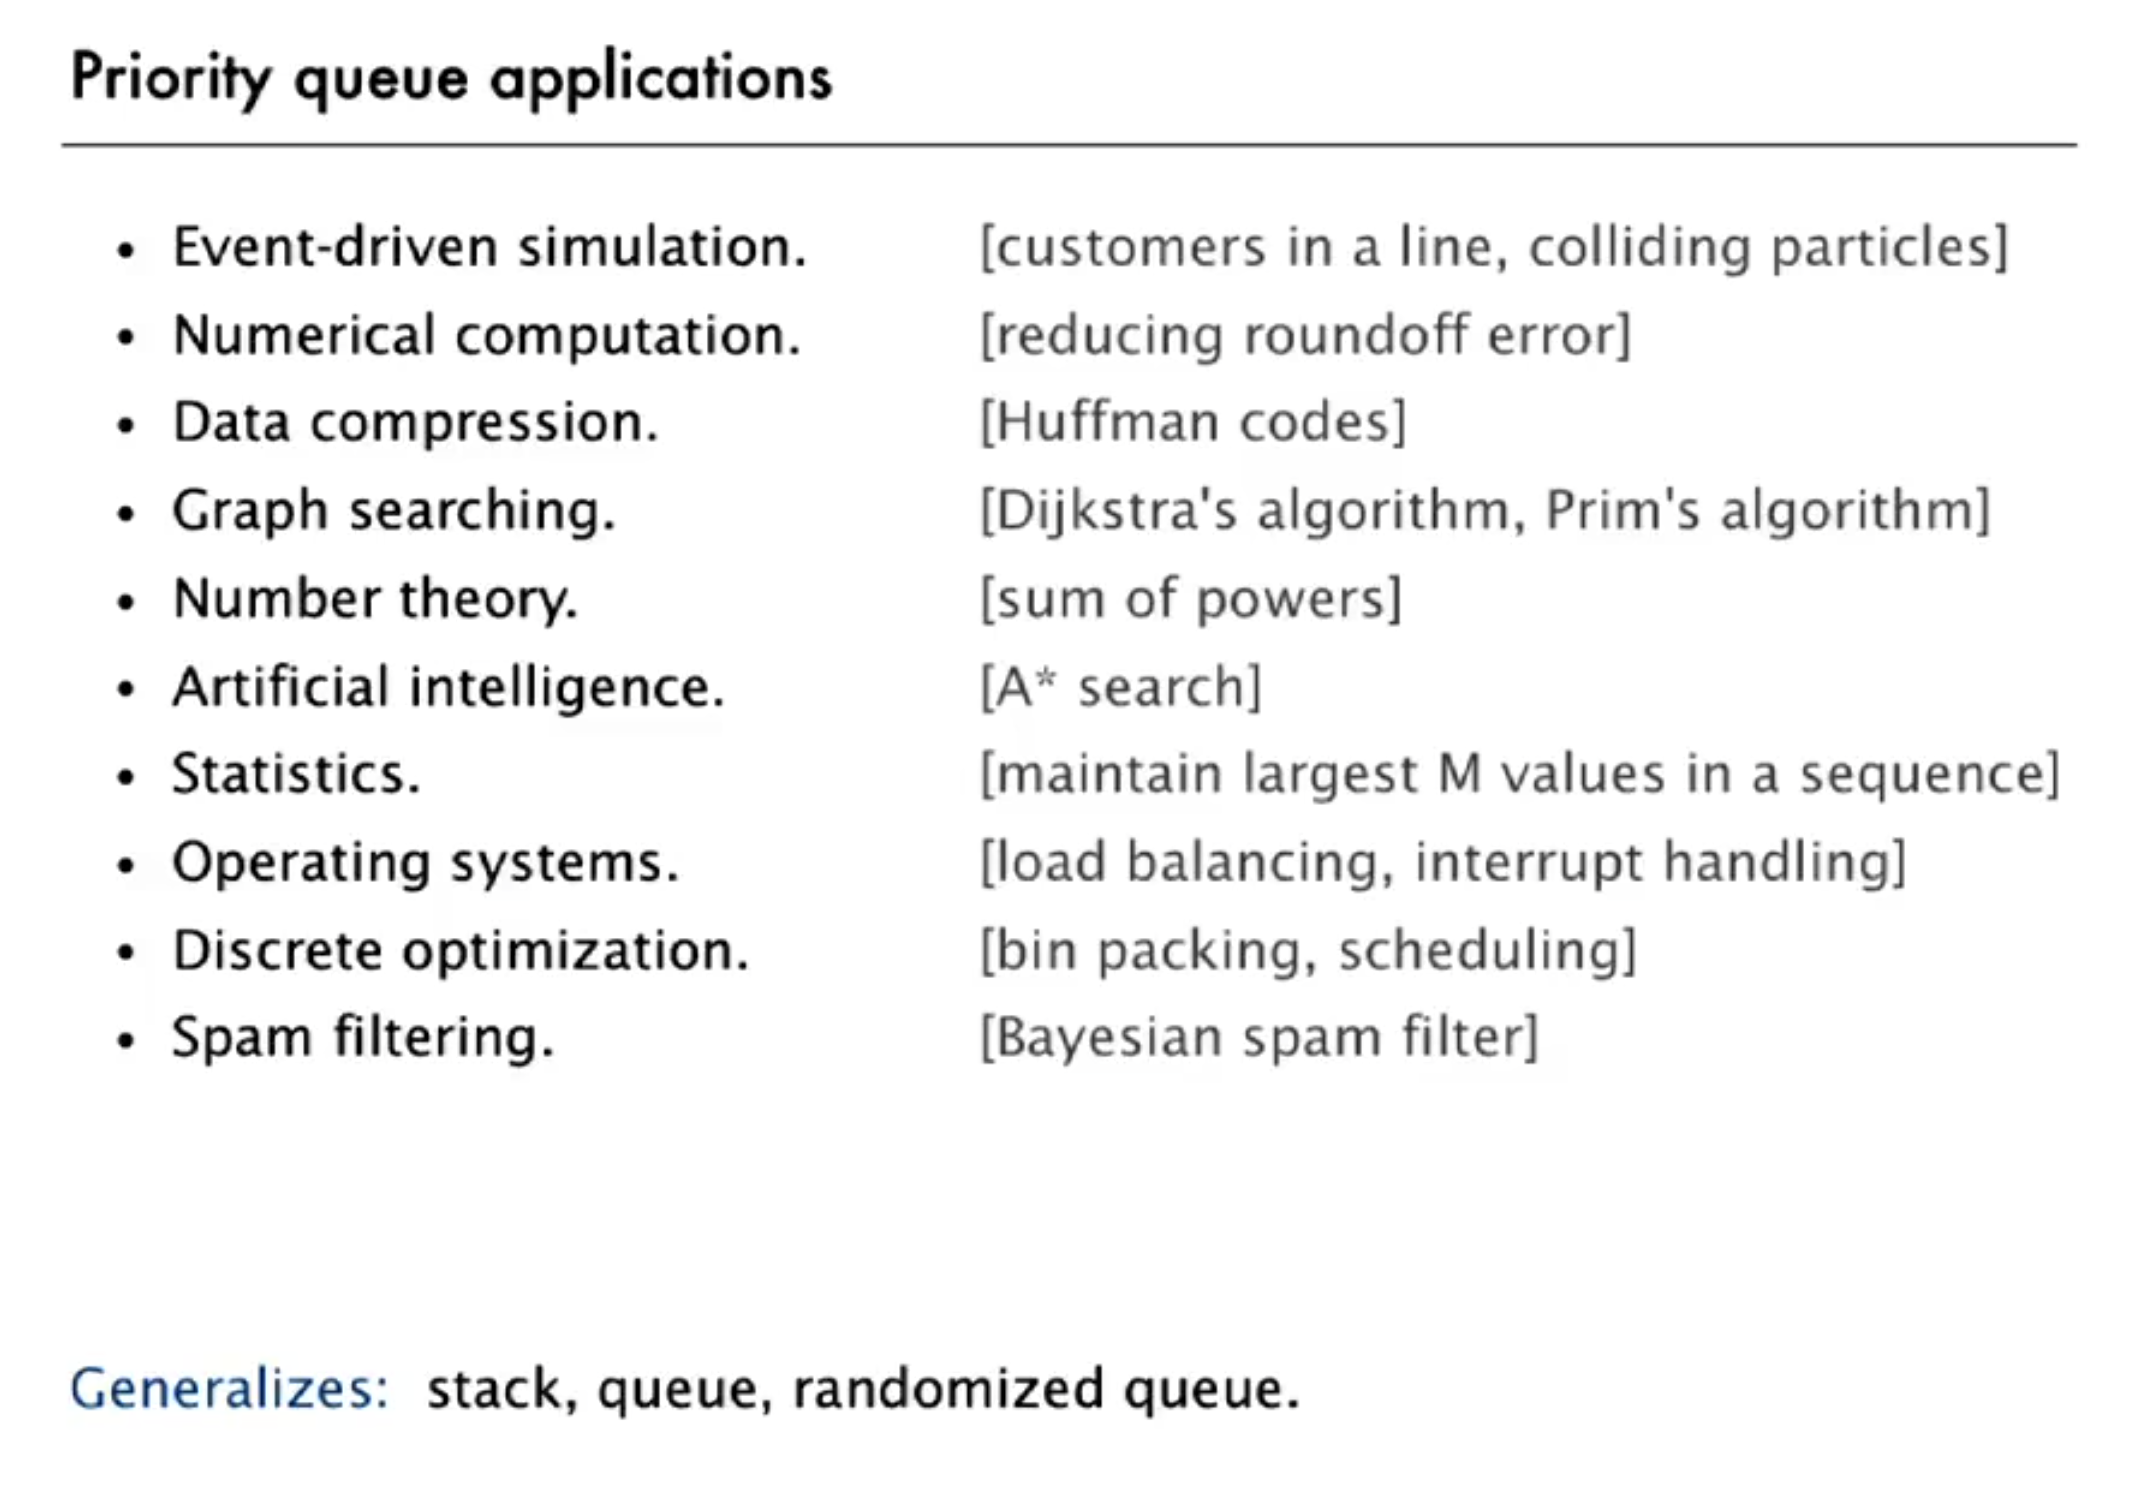 Priority queue applications
• Event-driven simulation. [customers in a line, colliding particles]
• Numerical computation. [reducing roundoff error]
• Data compression. [Huffman codes]
• Graph searching. [Dijkstra's algorithm, Prim's algorithm]
• Number theory. [sum of powers]
• Artificial intelligence. [A* search]
• Statistics. [maintain largest M values in a sequence]
• Operating systems. [load balancing, interrupt handling]
• Discrete optimization. [bin packing, scheduling]
• Spam filtering. [Bayesian spam filter]
Generalizes: stack, queue, randomized queue.